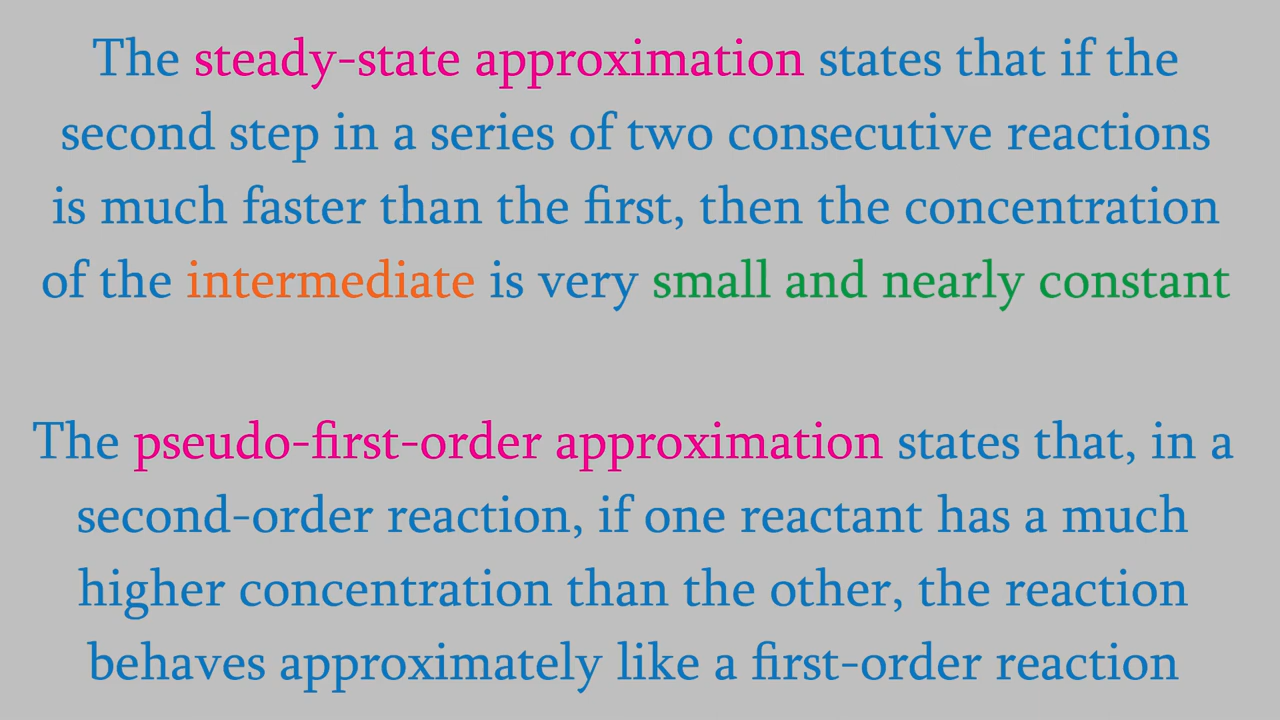 The steady-state approximation states that if the
second step in a series of two consecutive reactions
is much faster than the first, then the concentration
of the intermediate is very small and nearly constant
The pseudo-first-order approximation states that, in a
second-order reaction, if one reactant has a much
higher concentration than the other, the reaction
behaves approximately like a first-order reaction